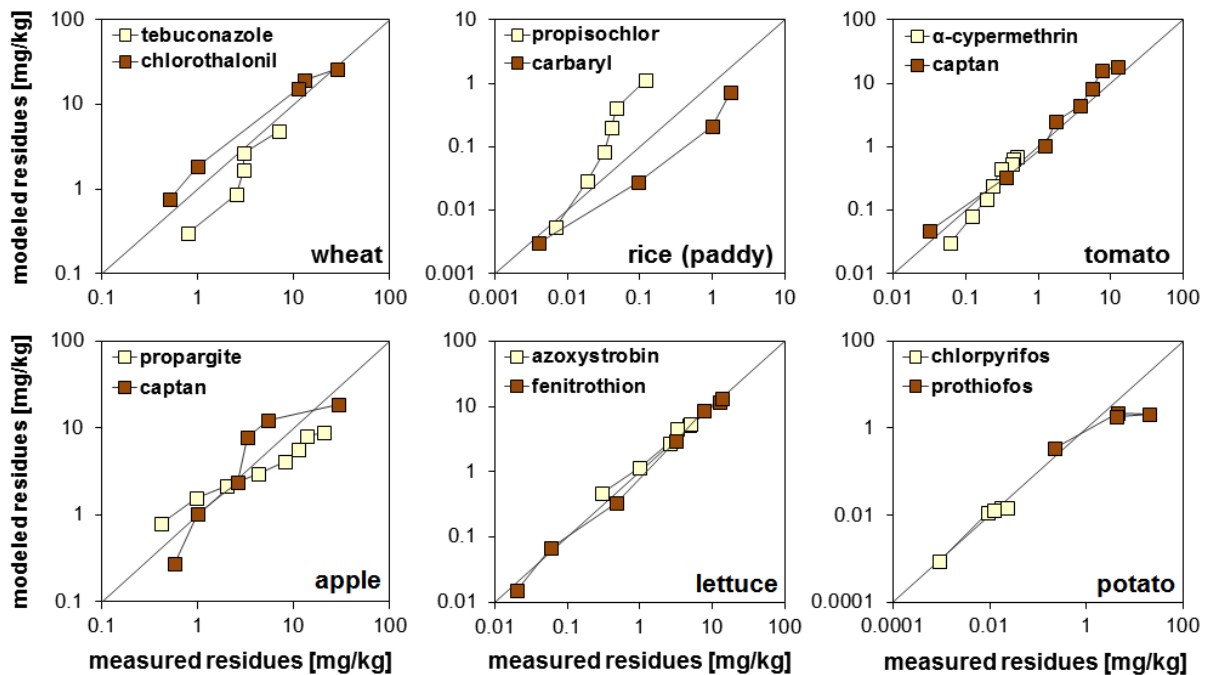 modeled residues [mg/kg]
100
10
1
0.1
tebuconazole
chlorothalonil
wheat
0.1
1
10
100
10
1
0.1
0.01
0.001
propisochlor
carbaryl
rice (paddy)
0.001
0.01
0.1
1
10
100
10
1
0.1
0.01
α-cypermethrin
captan
tomato
0.01
0.1
1
10
100
modeled residues [mg/kg]
100
10
1
0.1
propargite
captan
apple
0.1
1
10
100
measured residues [mg/kg]
100
10
1
0.1
0.01
azoxystrobin
fenitrothion
lettuce
0.01
0.1
1
10
100
measured residues [mg/kg]
100
1
0.01
0.0001
chlorpyrifos
prothiofos
potato
0.0001
0.01
1
100
measured residues [mg/kg]